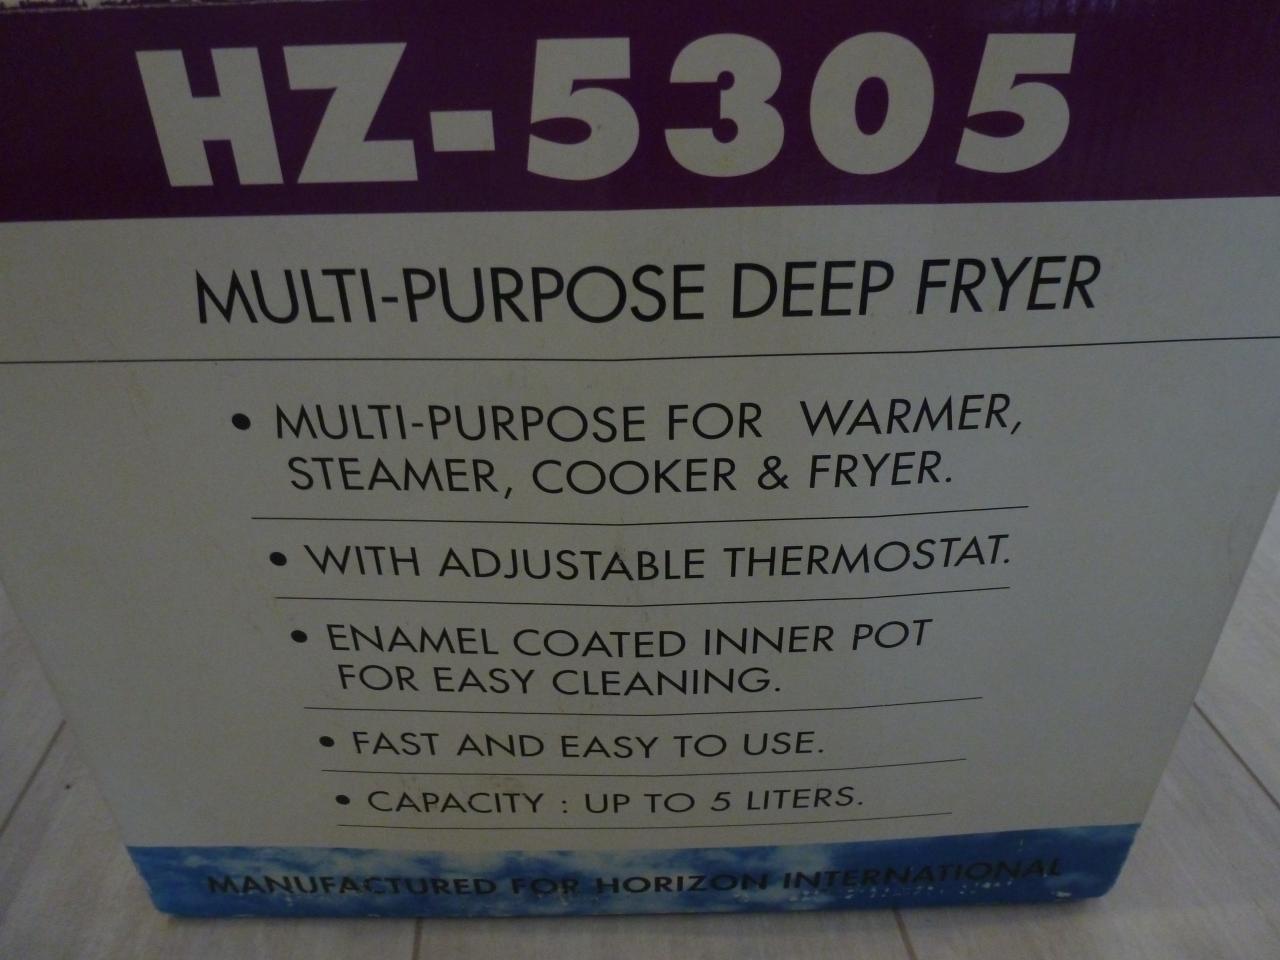 HZ-5305
MULTI-PURPOSE DEEP FRYER
• MULTI-PURPOSE FOR WARMER,
STEAMER, COOKER & FRYER.
• WITH ADJUSTABLE THERMOSTAT.
• ENAMEL COATED INNER POT
FOR EASY CLEANING.
• FAST AND EASY TO USE.
• CAPACITY : UP TO 5 LITERS.
MANUFACTURED FOR HORIZON INTERNATIONAL